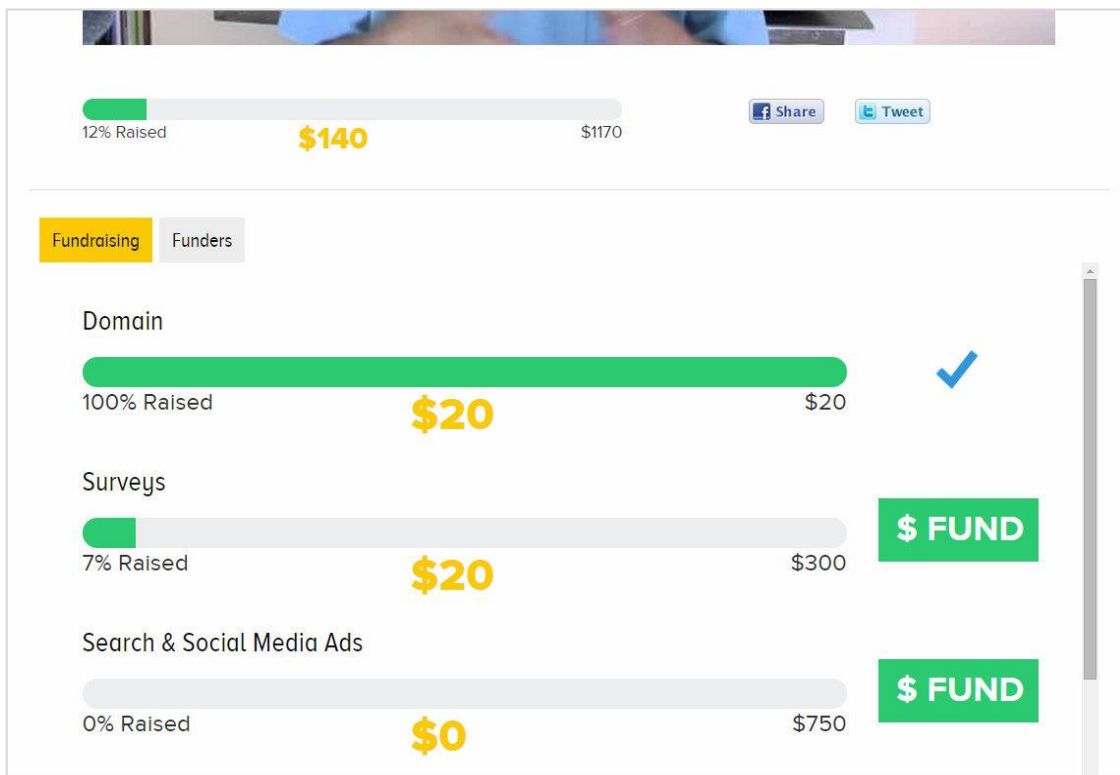 12% Raised $140 $1170
f Share
t Tweet
Fundraising Funders
Domain
100% Raised $20 $20
Surveys
7% Raised $20 $300
$ FUND
Search & Social Media Ads
0% Raised $0 $750
$ FUND